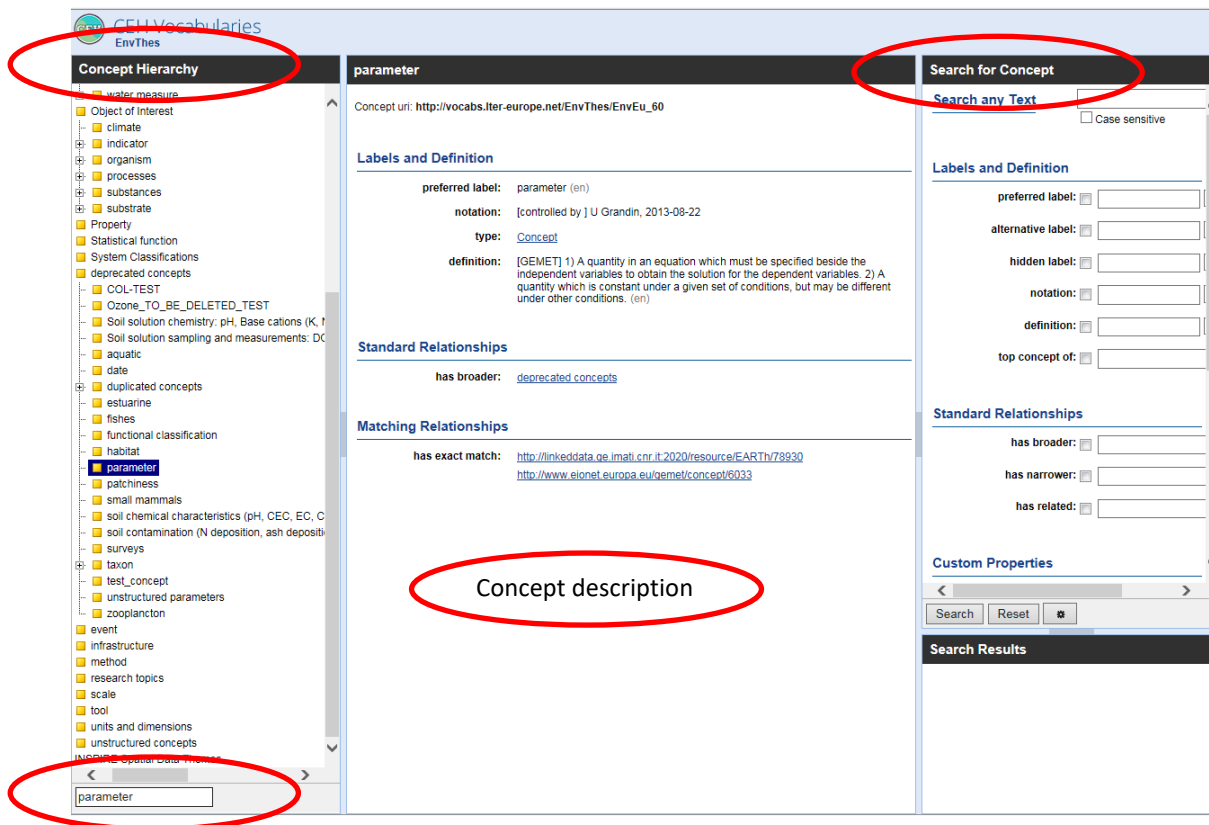 CEH Vocabularies
EnvThes
Concept Hierarchy
water measure
Object of Interest
climate
indicator
organism
processes
substances
substrate
Property
Statistical function
System Classifications
deprecated concepts
COL-TEST
Ozone_TO_BE_DELETED_TEST
Soil solution chemistry: pH, Base cations (K, 
Soil solution sampling and measurements: DO
aquatic
date
duplicated concepts
estuarine
fishes
functional classification
habitat
parameter
patchiness
small mammals
soil chemical characteristics (pH, CEC, EC, C
soil contamination (N deposition, ash depositi
surveys
taxon
test_concept
unstructured parameters
zooplancton
event
infrastructure
method
research topics
scale
tool
units and dimensions
unstructured concepts
INSPIRE Spatial Data Themes
parameter
parameter
Concept uri: http://vocabs.lter-europe.net/EnvThes/EnvEu_60
Labels and Definition
preferred label: parameter (en)
notation: [controlled by ] U Grandin, 2013-08-22
type: Concept
definition: [GEMET] 1) A quantity in an equation which must be specified beside the
independent variables to obtain the solution for the dependent variables. 2) A
quantity which is constant under a given set of conditions, but may be different
under other conditions. (en)
Standard Relationships
has broader: deprecated concepts
Matching Relationships
has exact match: http://linkeddata.ge.imati.cnr.it:2020/resource/EARTh/78930
http://www.eionet.europa.eu/gemet/concept/6033
Concept description
Search for Concept
Search any Text
Case sensitive
Labels and Definition
preferred label:
alternative label:
hidden label:
notation:
definition:
top concept of:
Standard Relationships
has broader:
has narrower:
has related:
Custom Properties
Search Reset
Search Results